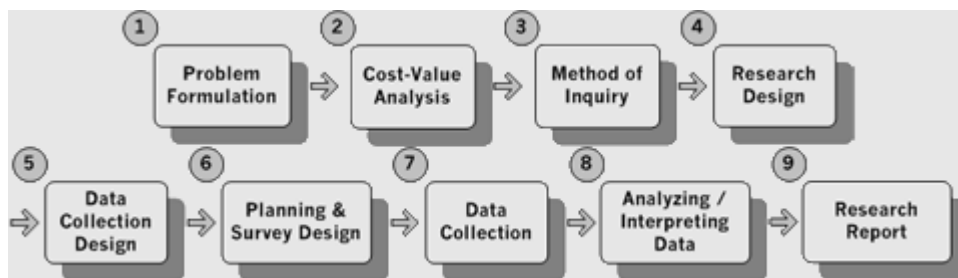 1
Problem
Formulation
2
Cost-Value
Analysis
3
Method of
Inquiry
4
Research
Design
5
Data
Collection
Design
6
Planning &
Survey Design
7
Data
Collection
8
Analyzing /
Interpreting
Data
9
Research
Report